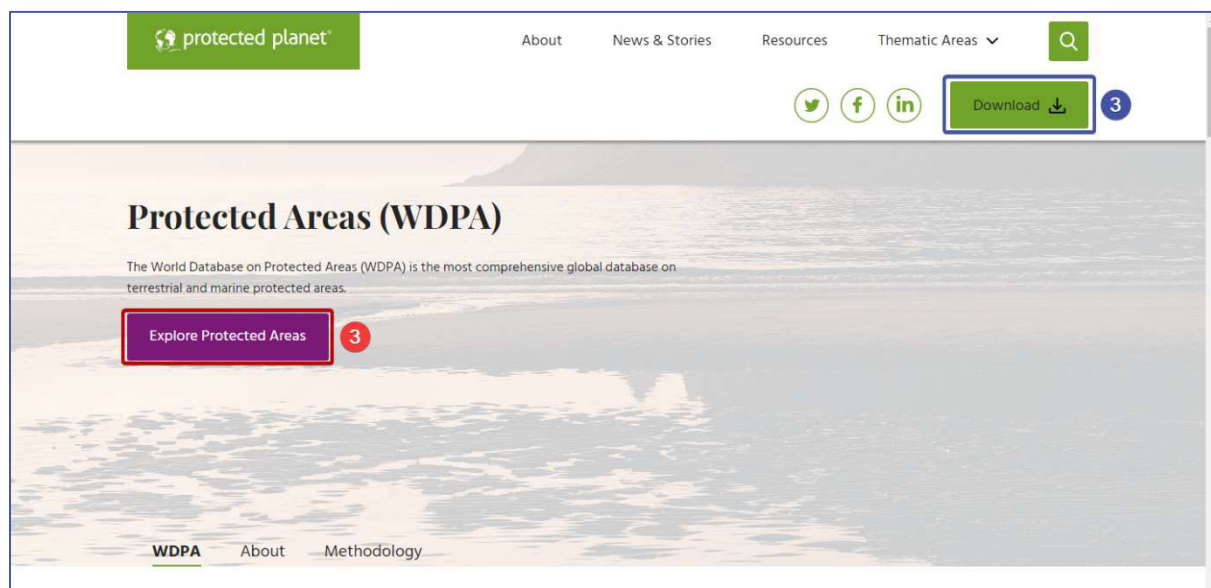 protected planet®
About News & Stories Resources Thematic Areas
in Download 3
Protected Areas (WDPA)
The World Database on Protected Areas (WDPA) is the most comprehensive global database on
terrestrial and marine protected areas.
Explore Protected Areas 3
WDPA About Methodology